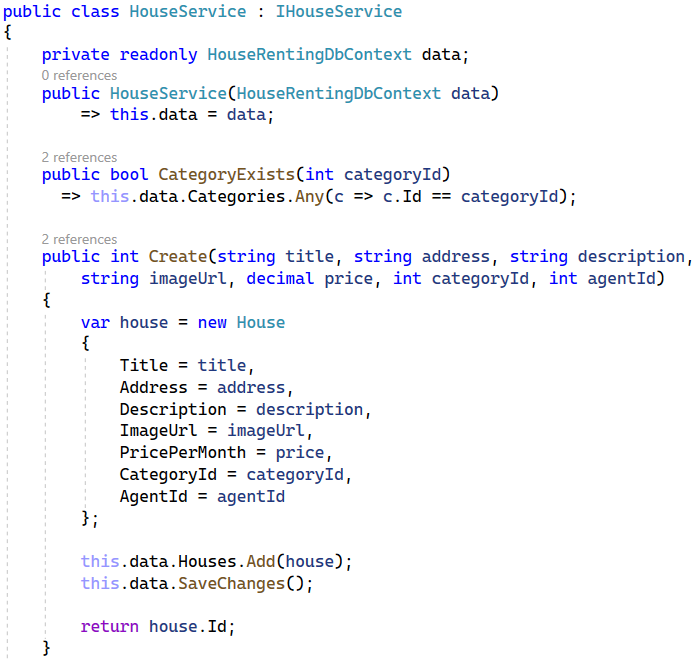 public class HouseService : IHouseService
{
    private readonly HouseRentingDbContext data;
    0 references
    public HouseService(HouseRentingDbContext data)
        => this.data = data;

    2 references
    public bool CategoryExists(int categoryId)
      => this.data.Categories.Any(c => c.Id == categoryId);

    2 references
    public int Create(string title, string address, string description,
        string imageUrl, decimal price, int categoryId, int agentId)
    {
        var house = new House
        {
            Title = title,
            Address = address,
            Description = description,
            ImageUrl = imageUrl,
            PricePerMonth = price,
            CategoryId = categoryId,
            AgentId = agentId
        };

        this.data.Houses.Add(house);
        this.data.SaveChanges();

        return house.Id;
    }